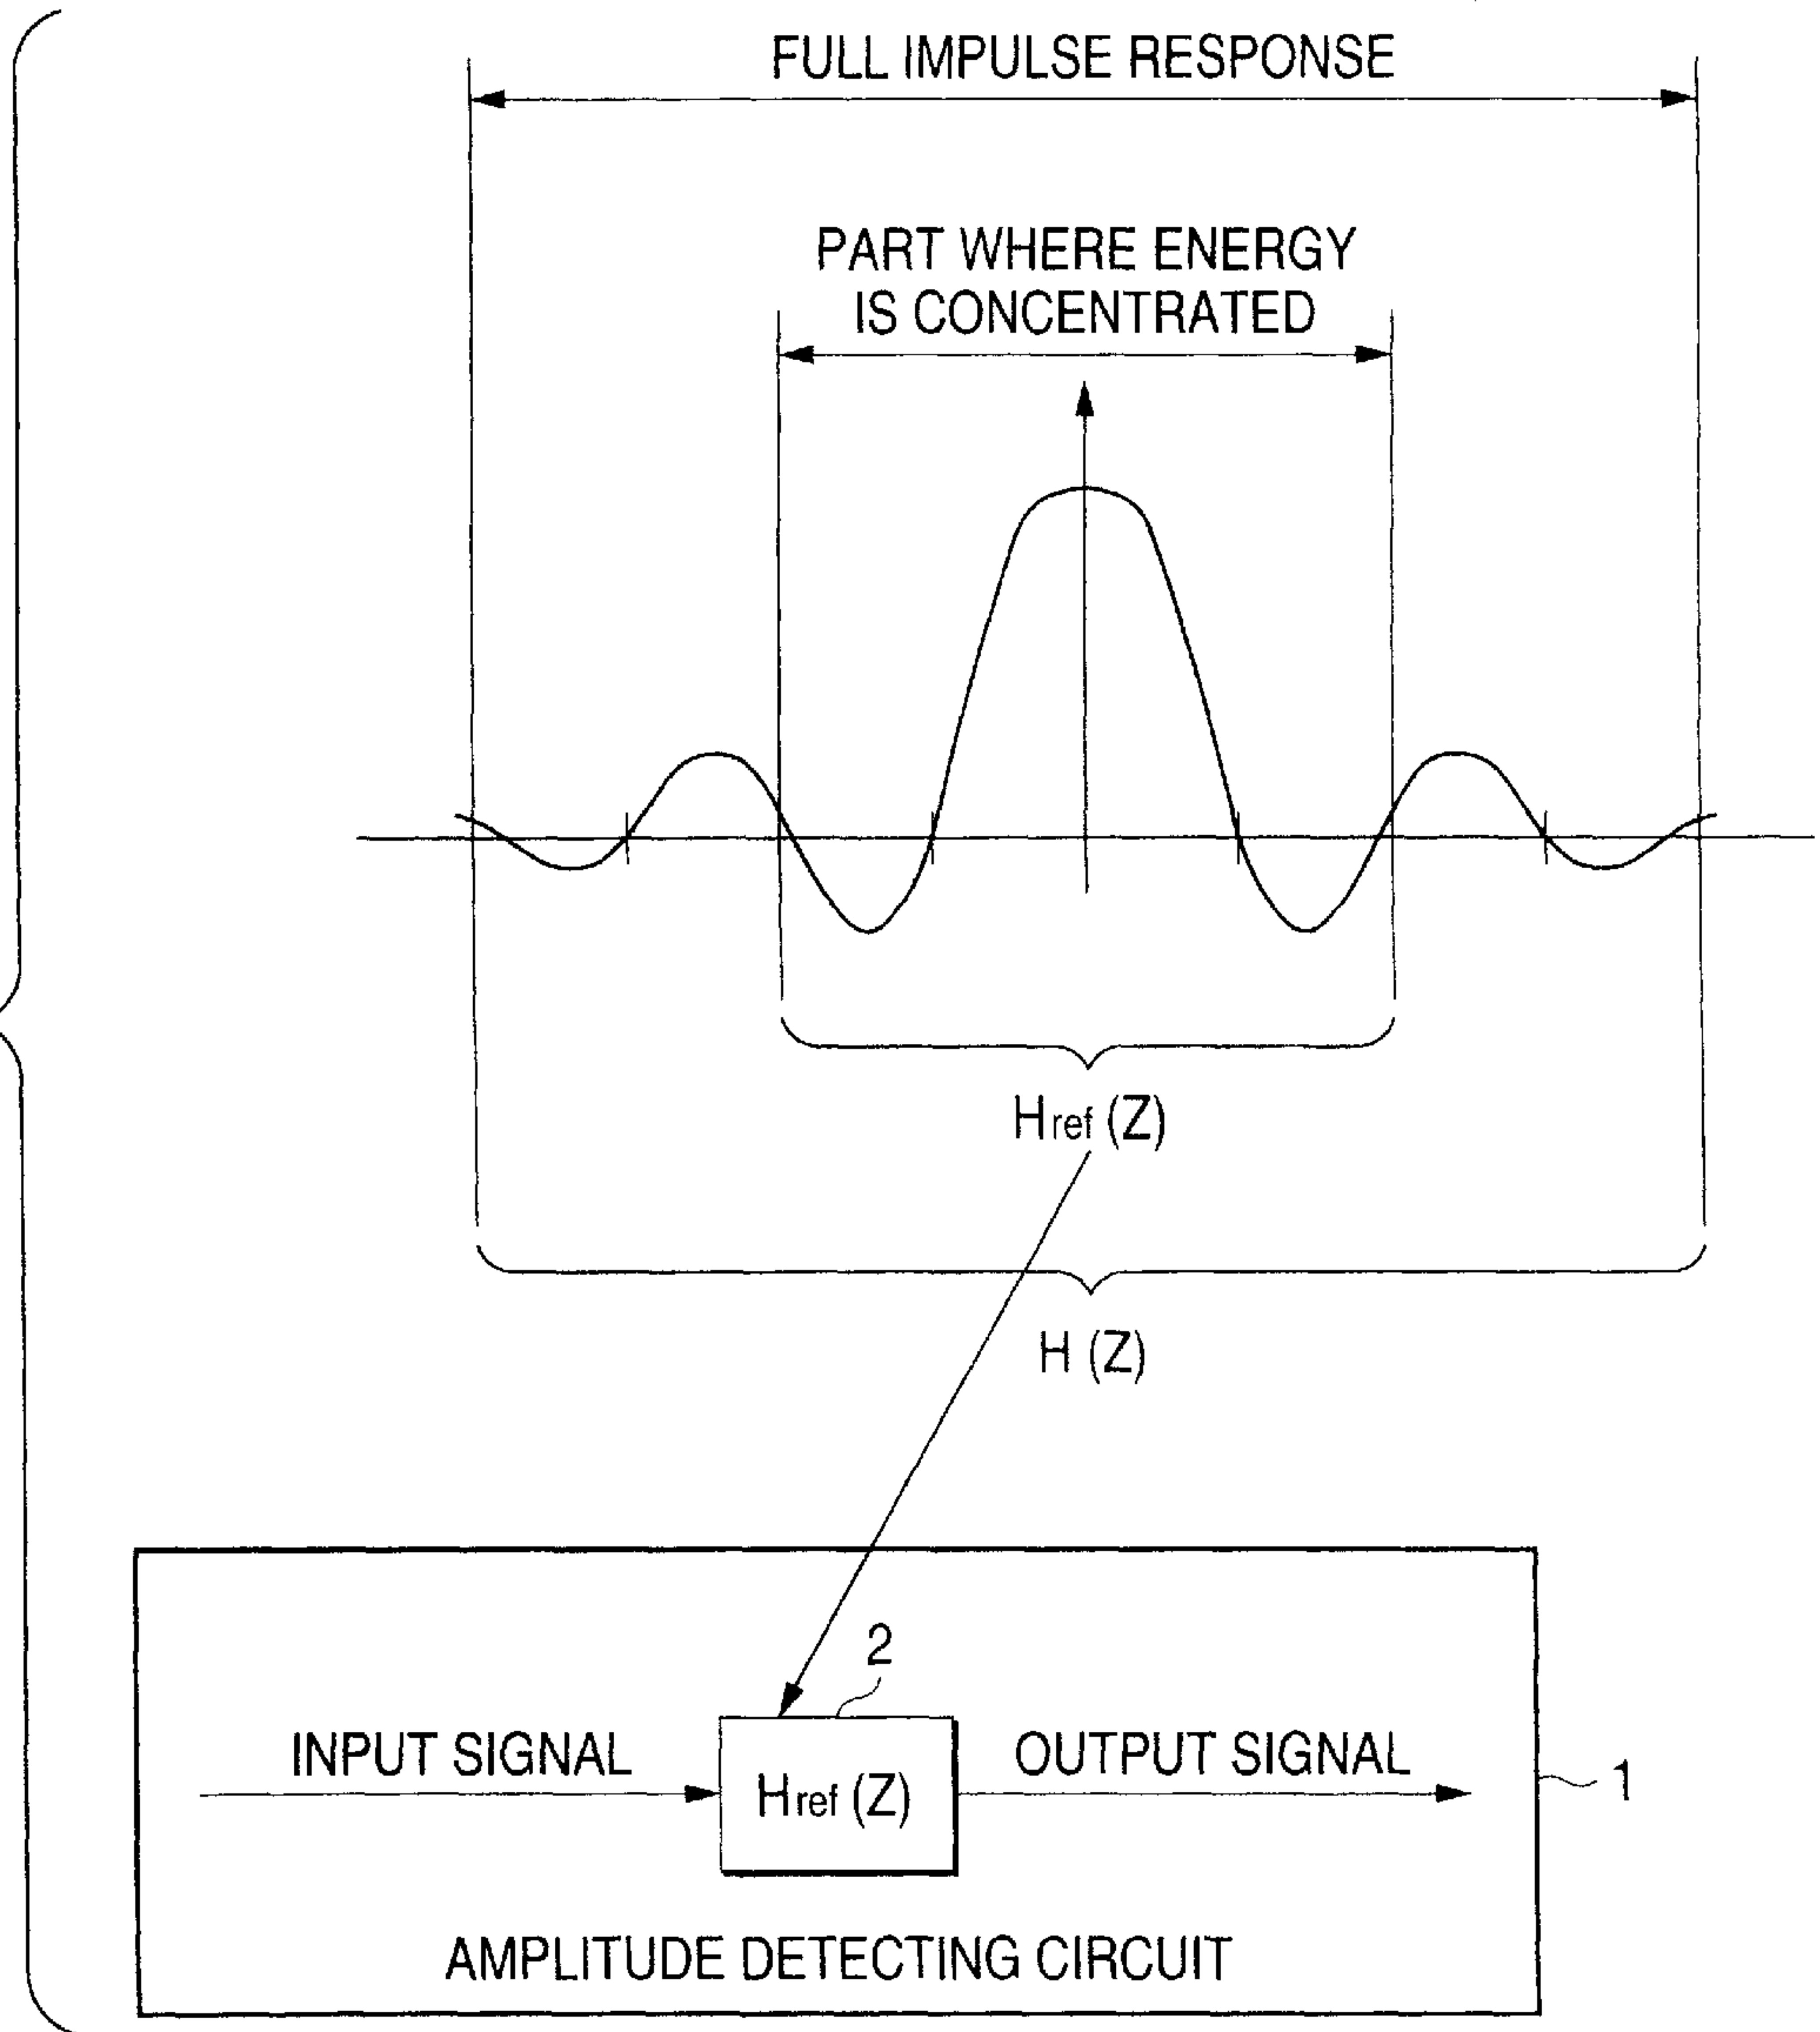 FULL IMPULSE RESPONSE
PART WHERE ENERGY
IS CONCENTRATED
Href (Z)
H (Z)
2
INPUT SIGNAL
Href (Z)
OUTPUT SIGNAL
1
AMPLITUDE DETECTING CIRCUIT